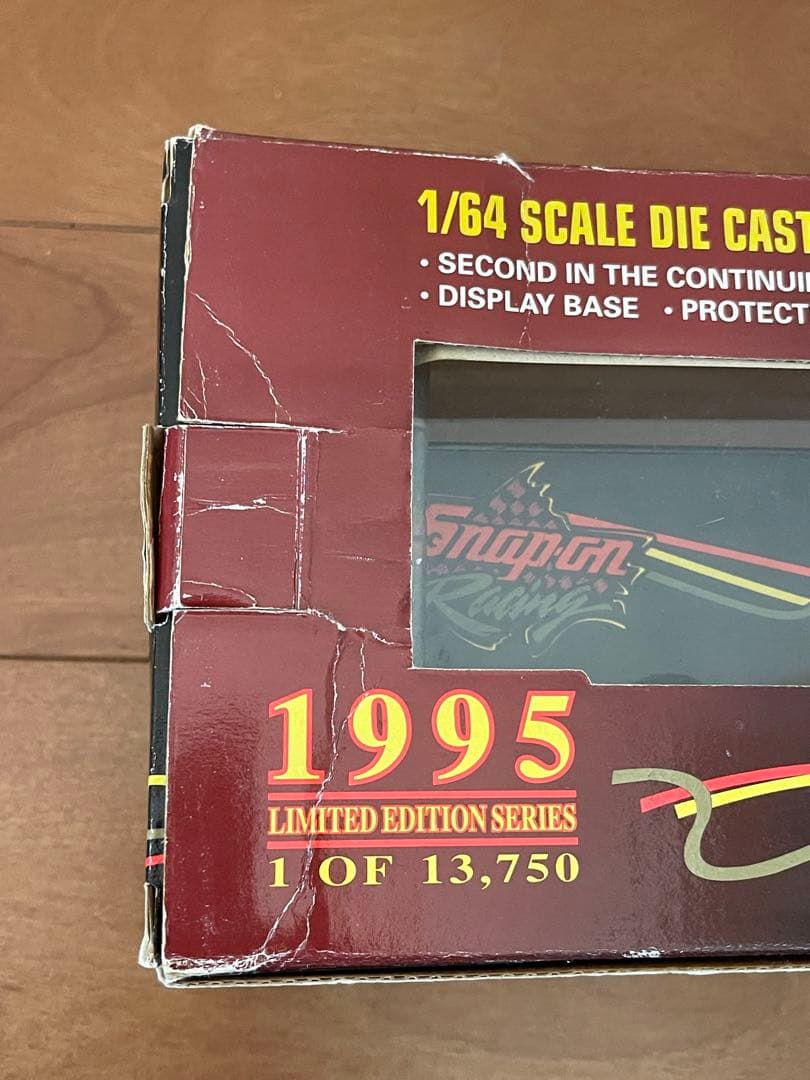 1/64 SCALE DIE CAST
• SECOND IN THE CONTINUI
• DISPLAY BASE • PROTECT
Snap-on
Racing
1995
LIMITED EDITION SERIES
1 OF 13,750